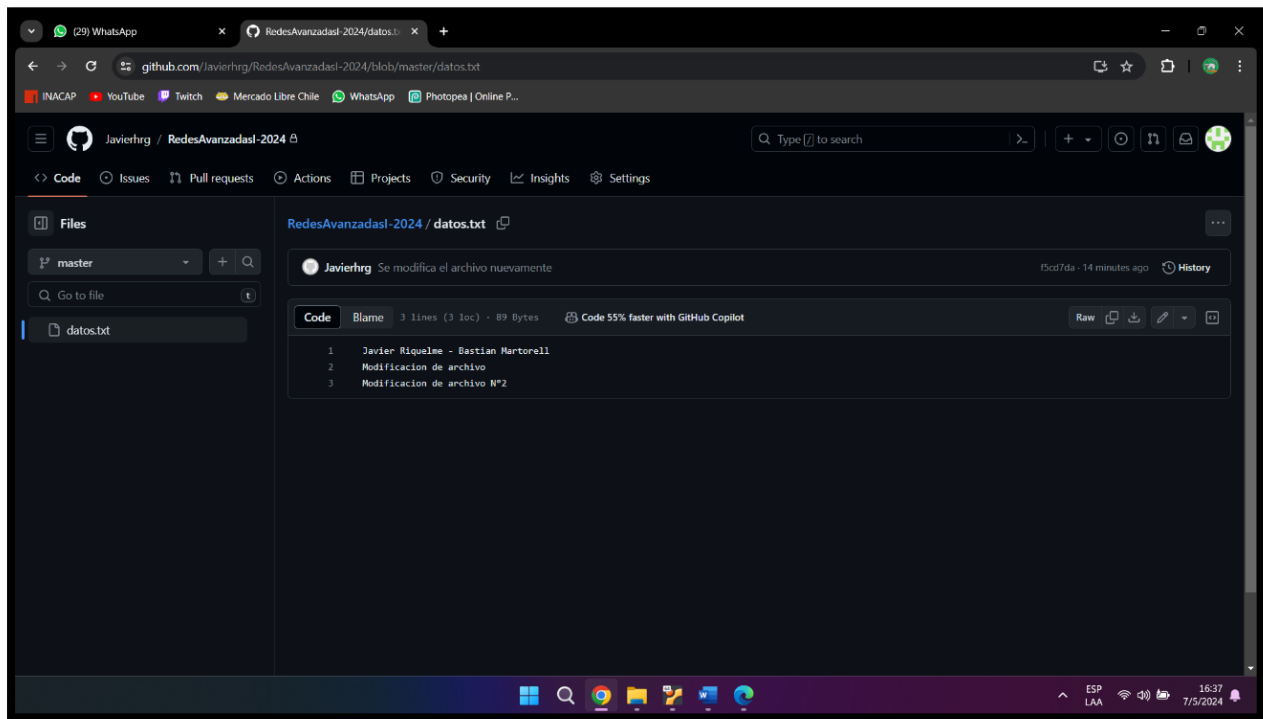 (29) WhatsApp
RedesAvanzadasI-2024/datos.t
github.com/Javierhrg/RedesAvanzadasI-2024/blob/master/datos.txt
INACAP YouTube Twitch Mercado Libre Chile WhatsApp Photopea | Online P...
Javierhrg / RedesAvanzadasI-2024 Type / to search
Code Issues Pull requests Actions Projects Security Insights Settings
Files
RedesAvanzadasI-2024 / datos.txt
master
Javierhrg Se modifica el archivo nuevamente f5cd7da · 14 minutes ago History
Go to file t
Code Blame 3 lines (3 loc) · 89 Bytes Code 55% faster with GitHub Copilot Raw
datos.txt
1 Javier Riquelme - Bastian Martorell
2 Modificacion de archivo
3 Modificacion de archivo N°2
ESP
LAA
16:37
7/5/2024